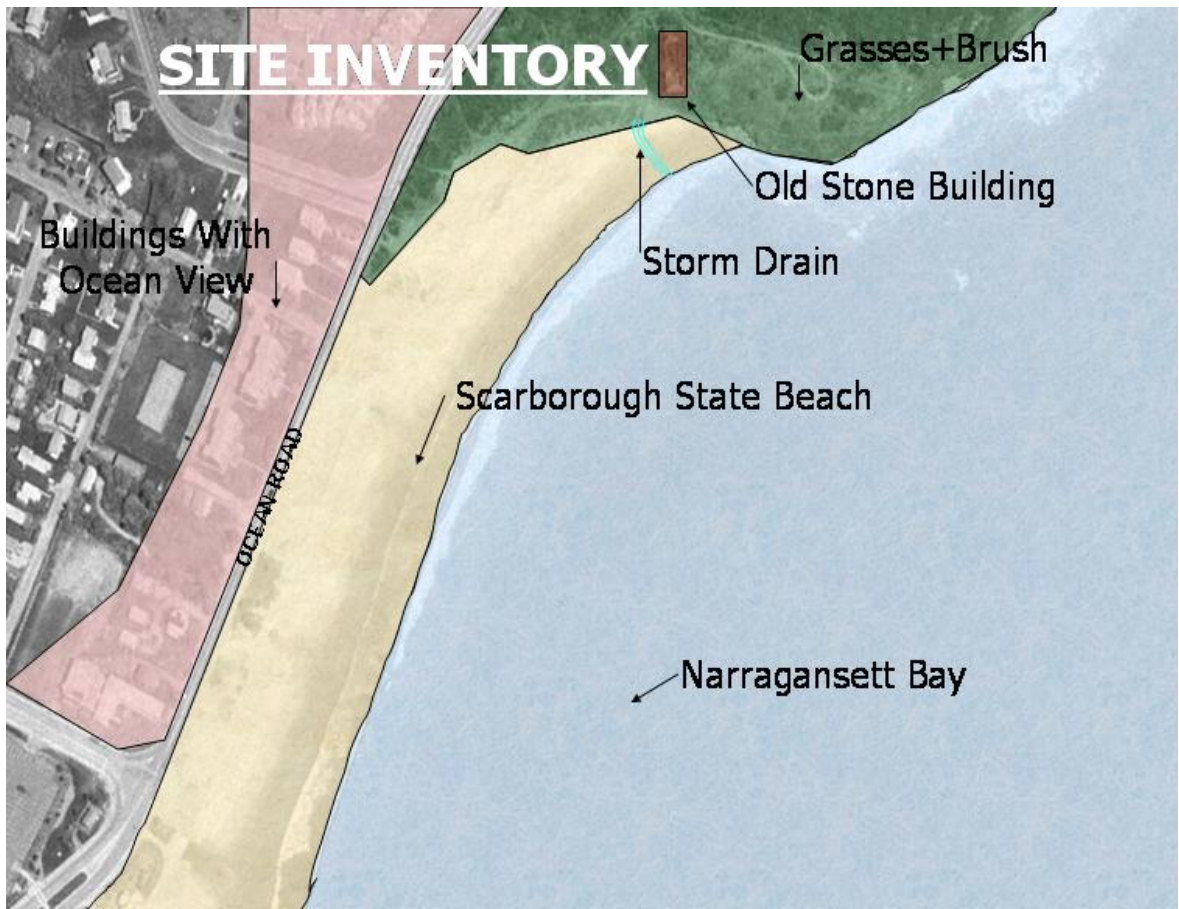 SITE INVENTORY
Grasses+Brush
Old Stone Building
Buildings With
Ocean View
Storm Drain
Scarborough State Beach
OCEAN ROAD
Narragansett Bay